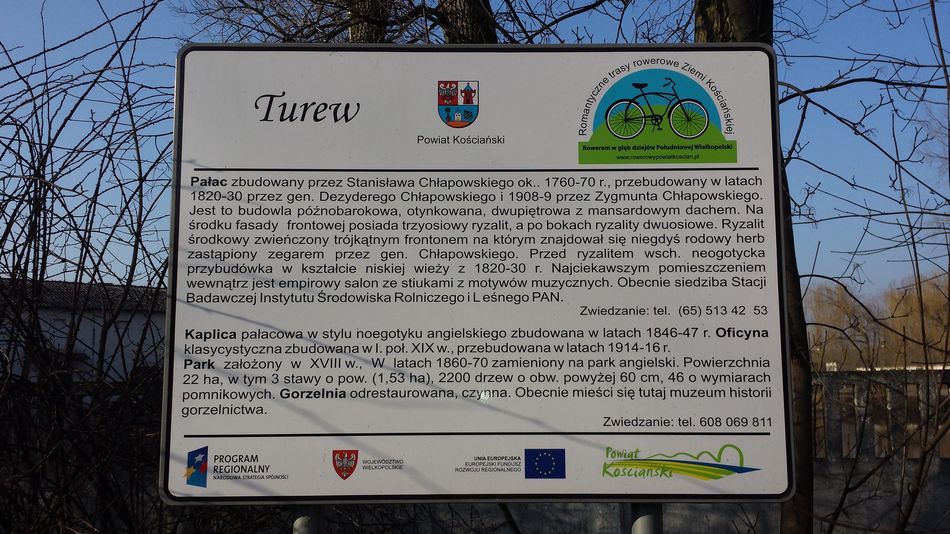 Turew
Powiat Kościański
Romantyczne trasy rowerowe Ziemi Kościańskiej
Rowerem w głąb dziejów Południowej Wielkopolski
www.rowerowypowiatkoscian.pl
Pałac zbudowany przez Stanisława Chłapowskiego ok.. 1760-70 r., przebudowany w latach
1820-30 przez gen. Dezyderego Chłapowskiego i 1908-9 przez Zygmunta Chłapowskiego.
Jest to budowla późnobarokowa, otynkowana, dwupiętrowa z mansardowym dachem. Na
środku fasady frontowej posiada trzyosiowy ryzalit, a po bokach ryzality dwuosiowe. Ryzalit
środkowy zwieńczony trójkątnym frontonem na którym znajdował się niegdyś rodowy herb
zastąpiony zegarem przez gen. Chłapowskiego. Przed ryzalitem wsch. neogotycka
przybudówka w kształcie niskiej wieży z 1820-30 r. Najciekawszym pomieszczeniem
wewnątrz jest empirowy salon ze stiukami z motywów muzycznych. Obecnie siedziba Stacji
Badawczej Instytutu Środowiska Rolniczego i Leśnego PAN.
Zwiedzanie: tel. (65) 513 42 53
Kaplica pałacowa w stylu noegotyku angielskiego zbudowana w latach 1846-47 r. Oficyna
klasycystyczna zbudowana w I. poł. XIX w., przebudowana w latach 1914-16 r.
Park założony w XVIII w., W latach 1860-70 zamieniony na park angielski. Powierzchnia
22 ha, w tym 3 stawy o pow. (1,53 ha), 2200 drzew o obw. powyżej 60 cm, 46 o wymiarach
pomnikowych. Gorzelnia odrestaurowana, czynna. Obecnie mieści się tutaj muzeum historii
gorzelnictwa.
Zwiedzanie: tel. 608 069 811
PROGRAM
REGIONALNY
NARODOWA STRATEGIA SPÓJNOŚCI
WOJEWÓDZTWO
WIELKOPOLSKIE
UNIA EUROPEJSKA
EUROPEJSKI FUNDUSZ
ROZWOJU REGIONALNEGO
Powiat
Kościański